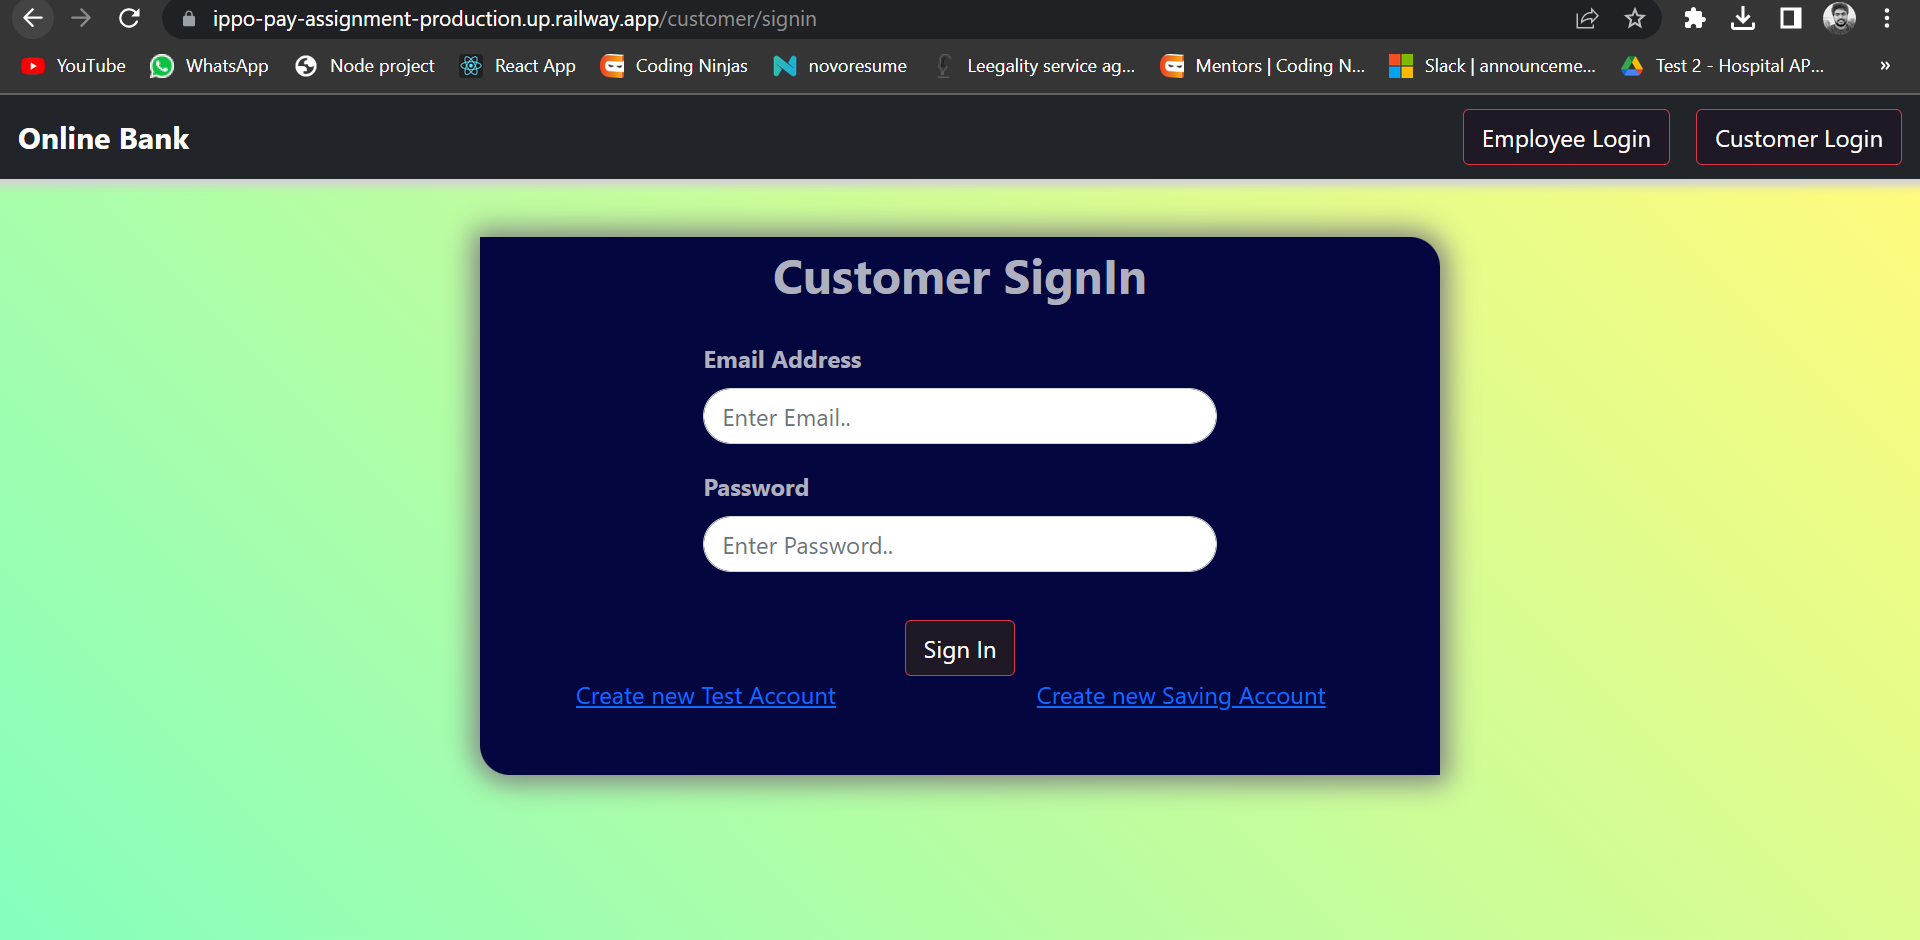 ippo-pay-assignment-production.up.railway.app/customer/signin
YouTube WhatsApp Node project React App Coding Ninjas novoresume Leegality service ag... Mentors | Coding N... Slack | announceme... Test 2 - Hospital AP... »
Online Bank Employee Login Customer Login
Customer SignIn
Email Address
Enter Email..
Password
Enter Password..
Sign In
Create new Test Account Create new Saving Account